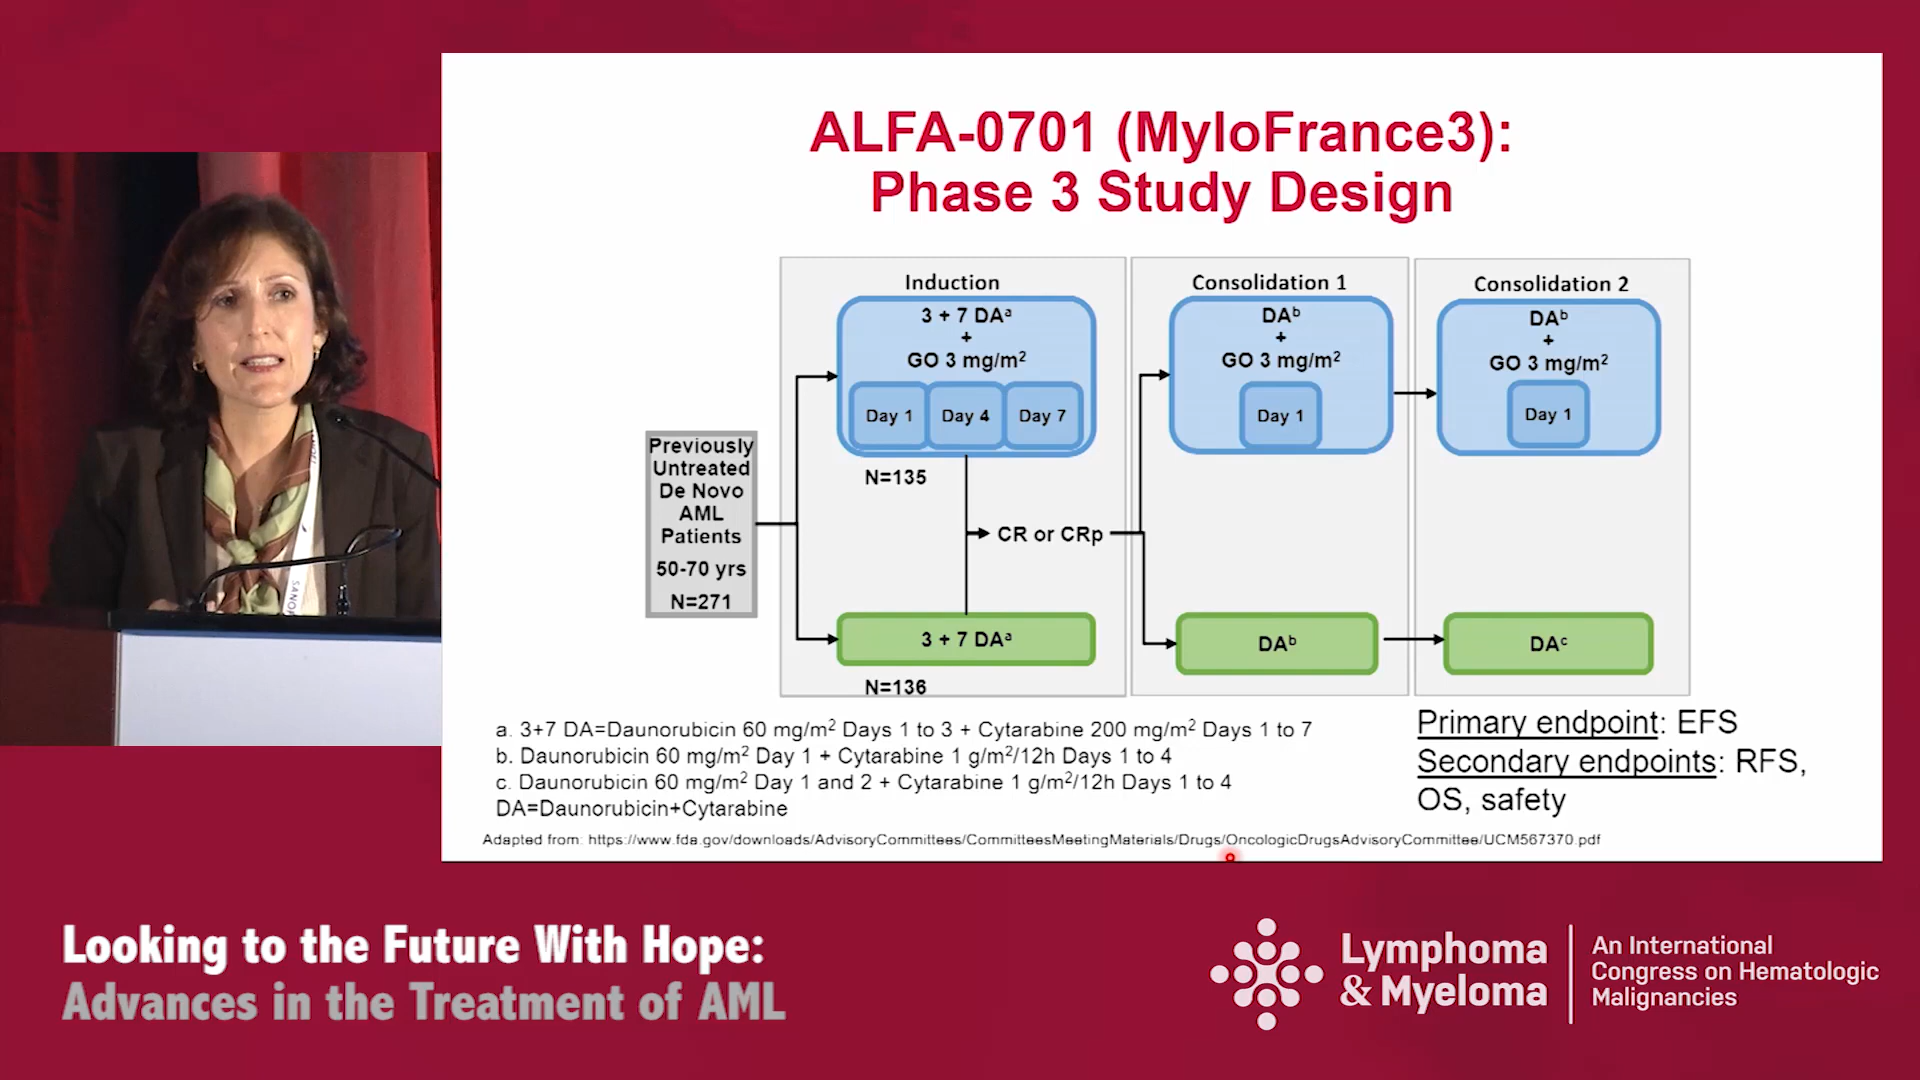 ALFA-0701 (MyloFrance3):
Phase 3 Study Design
Previously
Untreated
De Novo
AML
Patients
50-70 yrs
N=271
Induction
3 + 7 DAᵃ
+
GO 3 mg/m²
Day 1 Day 4 Day 7
N=135
CR or CRp
3 + 7 DAᵃ
N=136
Consolidation 1
DAᵇ
+
GO 3 mg/m²
Day 1
DAᵇ
Consolidation 2
DAᵇ
+
GO 3 mg/m²
Day 1
DAᶜ
a. 3+7 DA=Daunorubicin 60 mg/m² Days 1 to 3 + Cytarabine 200 mg/m² Days 1 to 7
b. Daunorubicin 60 mg/m² Day 1 + Cytarabine 1 g/m²/12h Days 1 to 4
c. Daunorubicin 60 mg/m² Day 1 and 2 + Cytarabine 1 g/m²/12h Days 1 to 4
DA=Daunorubicin+Cytarabine
Primary endpoint: EFS
Secondary endpoints: RFS,
OS, safety
Adapted from: https://www.fda.gov/downloads/AdvisoryCommittees/CommitteesMeetingMaterials/Drugs/OncologicDrugsAdvisoryCommittee/UCM567370.pdf
Looking to the Future With Hope:
Advances in the Treatment of AML
Lymphoma
& Myeloma
An International
Congress on Hematologic
Malignancies